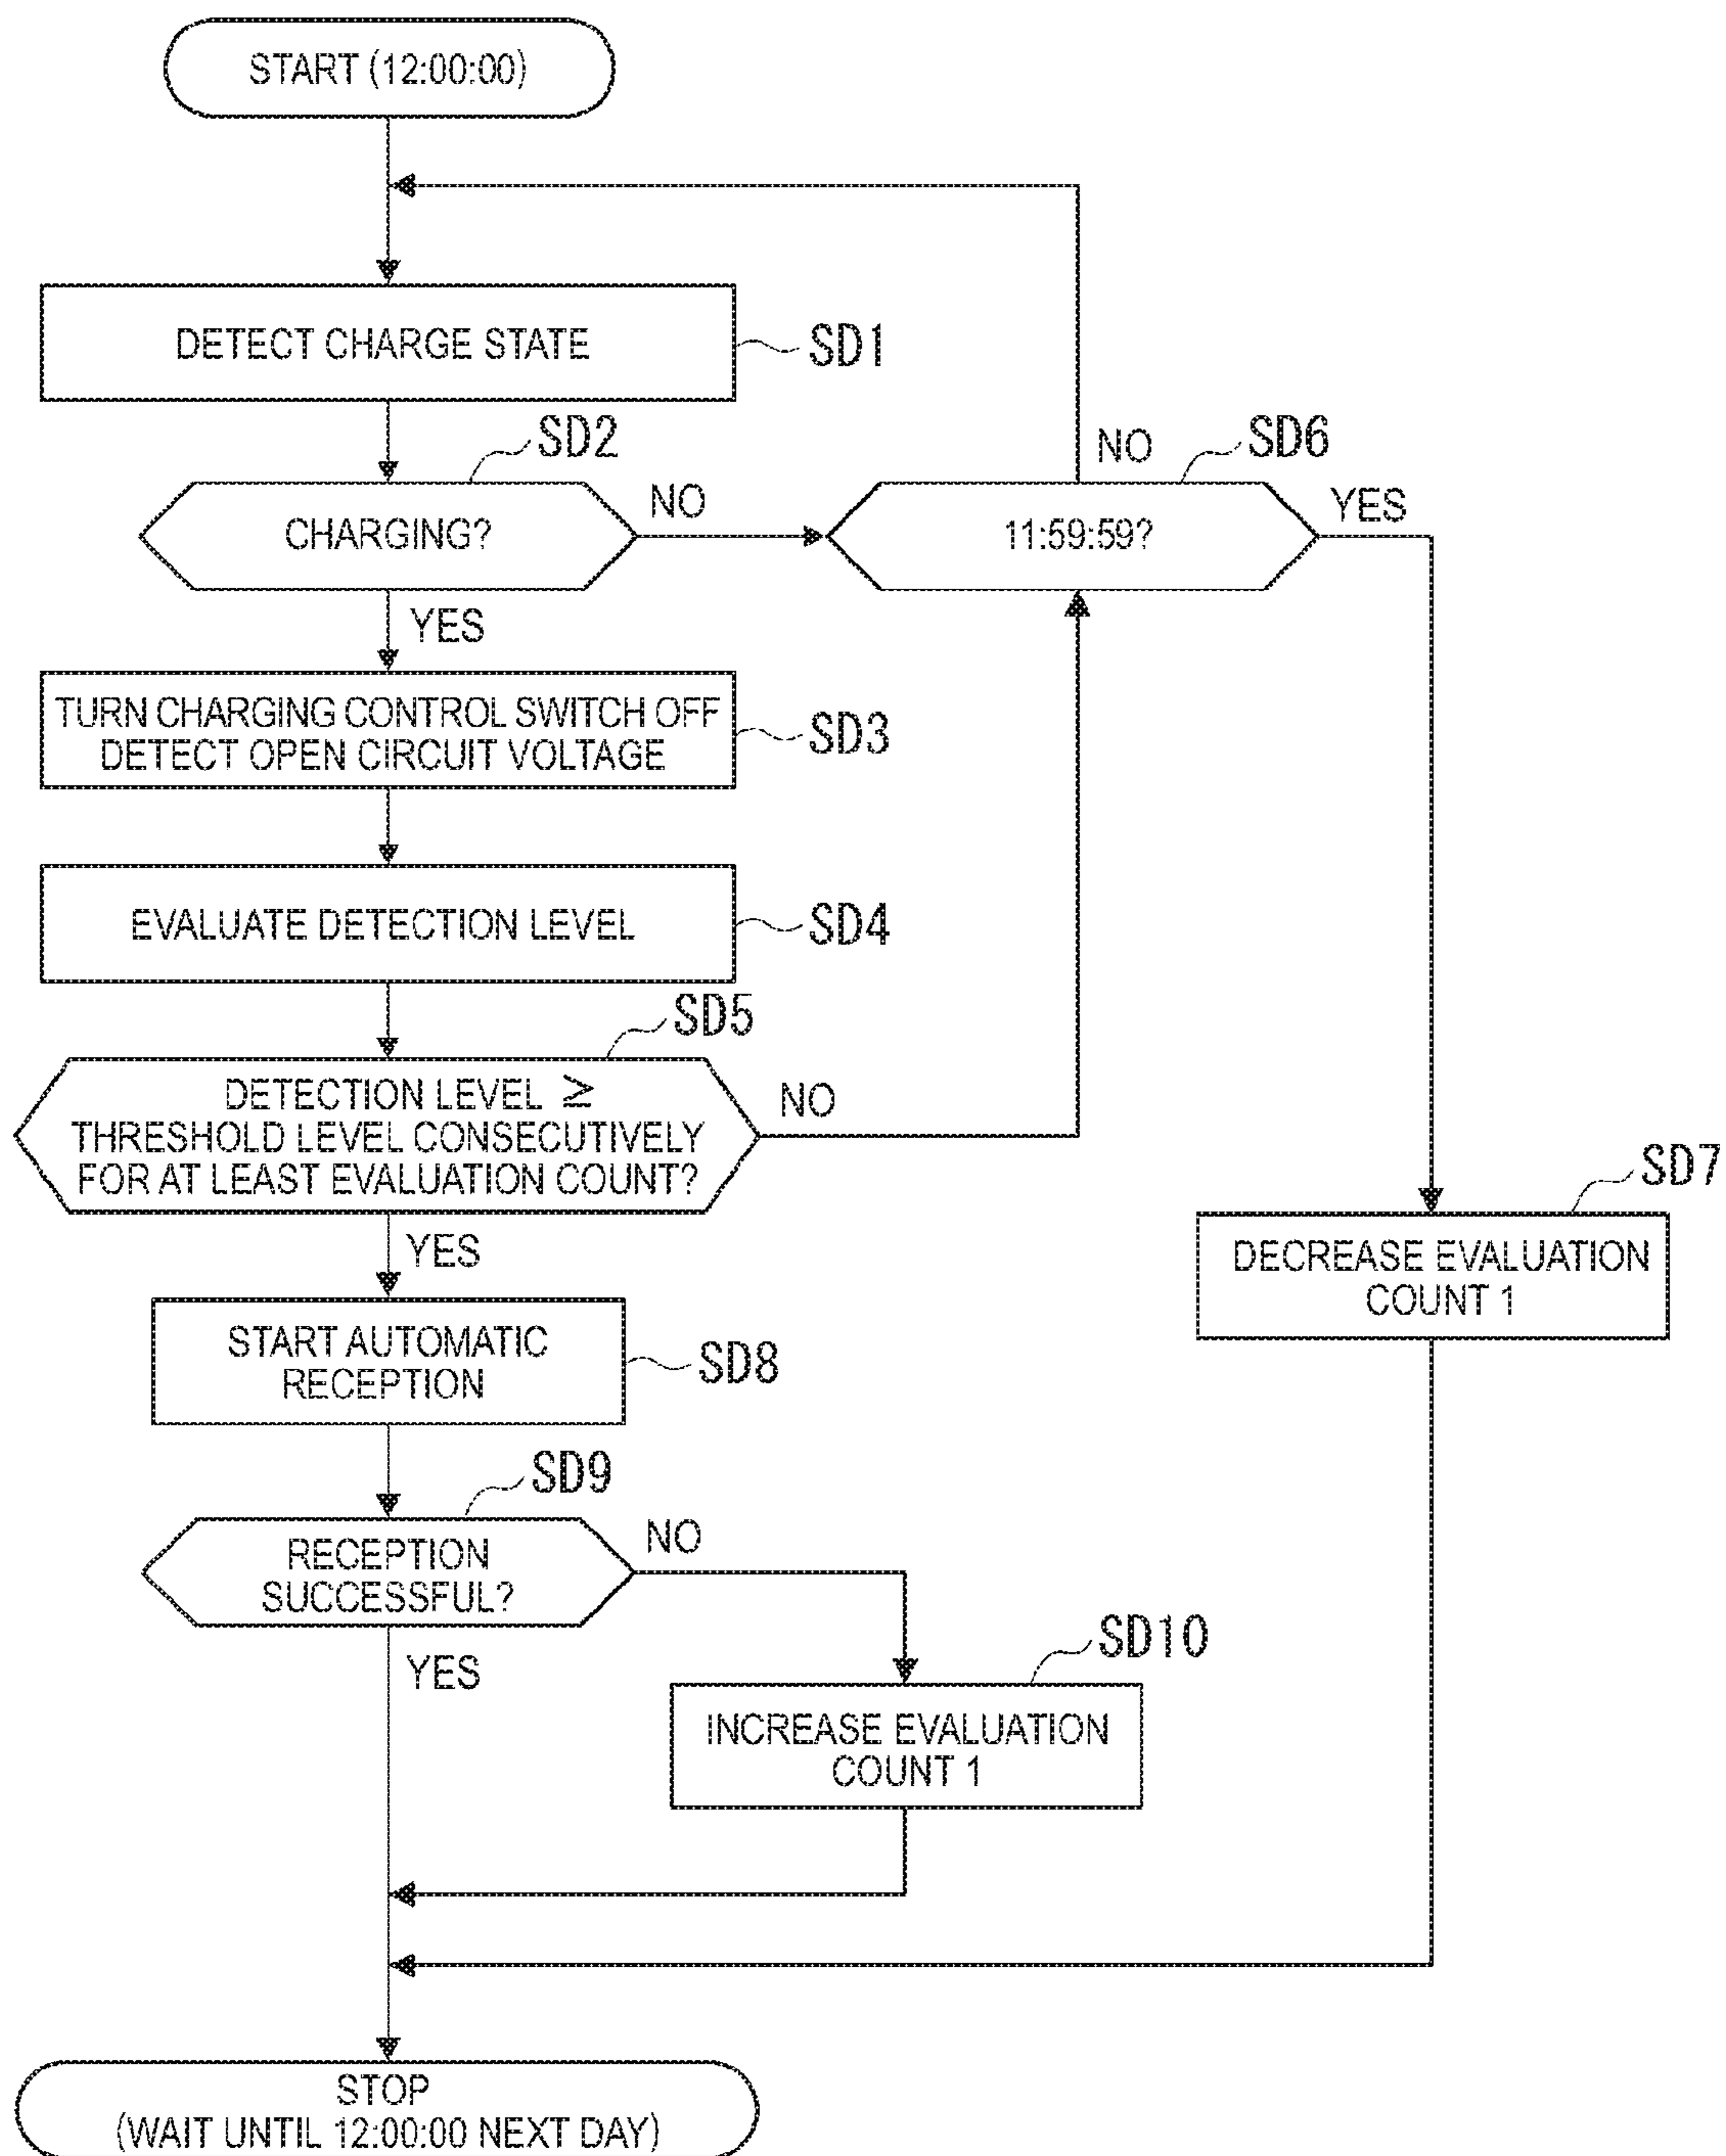 START (12:00:00)
DETECT CHARGE STATE
SD1
SD2
NO
SD6
CHARGING?
NO
11:59:59?
YES
YES
TURN CHARGING CONTROL SWITCH OFF
DETECT OPEN CIRCUIT VOLTAGE
SD3
EVALUATE DETECTION LEVEL
SD4
SD5
DETECTION LEVEL ≧
THRESHOLD LEVEL CONSECUTIVELY
FOR AT LEAST EVALUATION COUNT?
NO
SD7
DECREASE EVALUATION
COUNT 1
YES
START AUTOMATIC
RECEPTION
SD8
SD9
RECEPTION
SUCCESSFUL?
NO
SD10
YES
INCREASE EVALUATION
COUNT 1
STOP
(WAIT UNTIL 12:00:00 NEXT DAY)